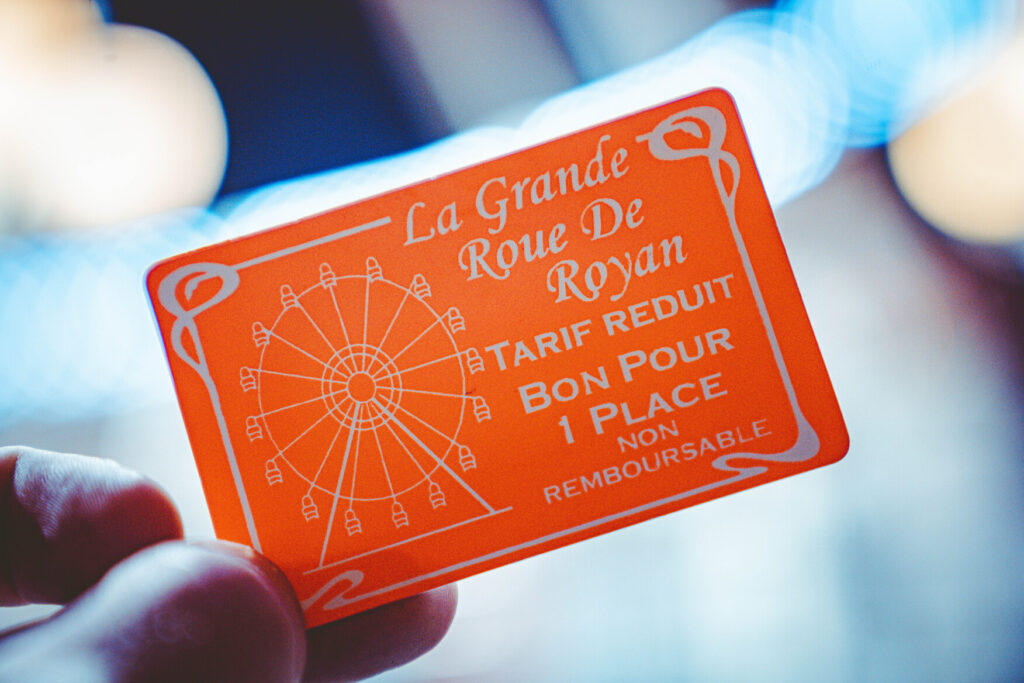 La Grande
Roue De
Royan
TARIF REDUIT
BON POUR
1 PLACE
NON
REMBOURSABLE